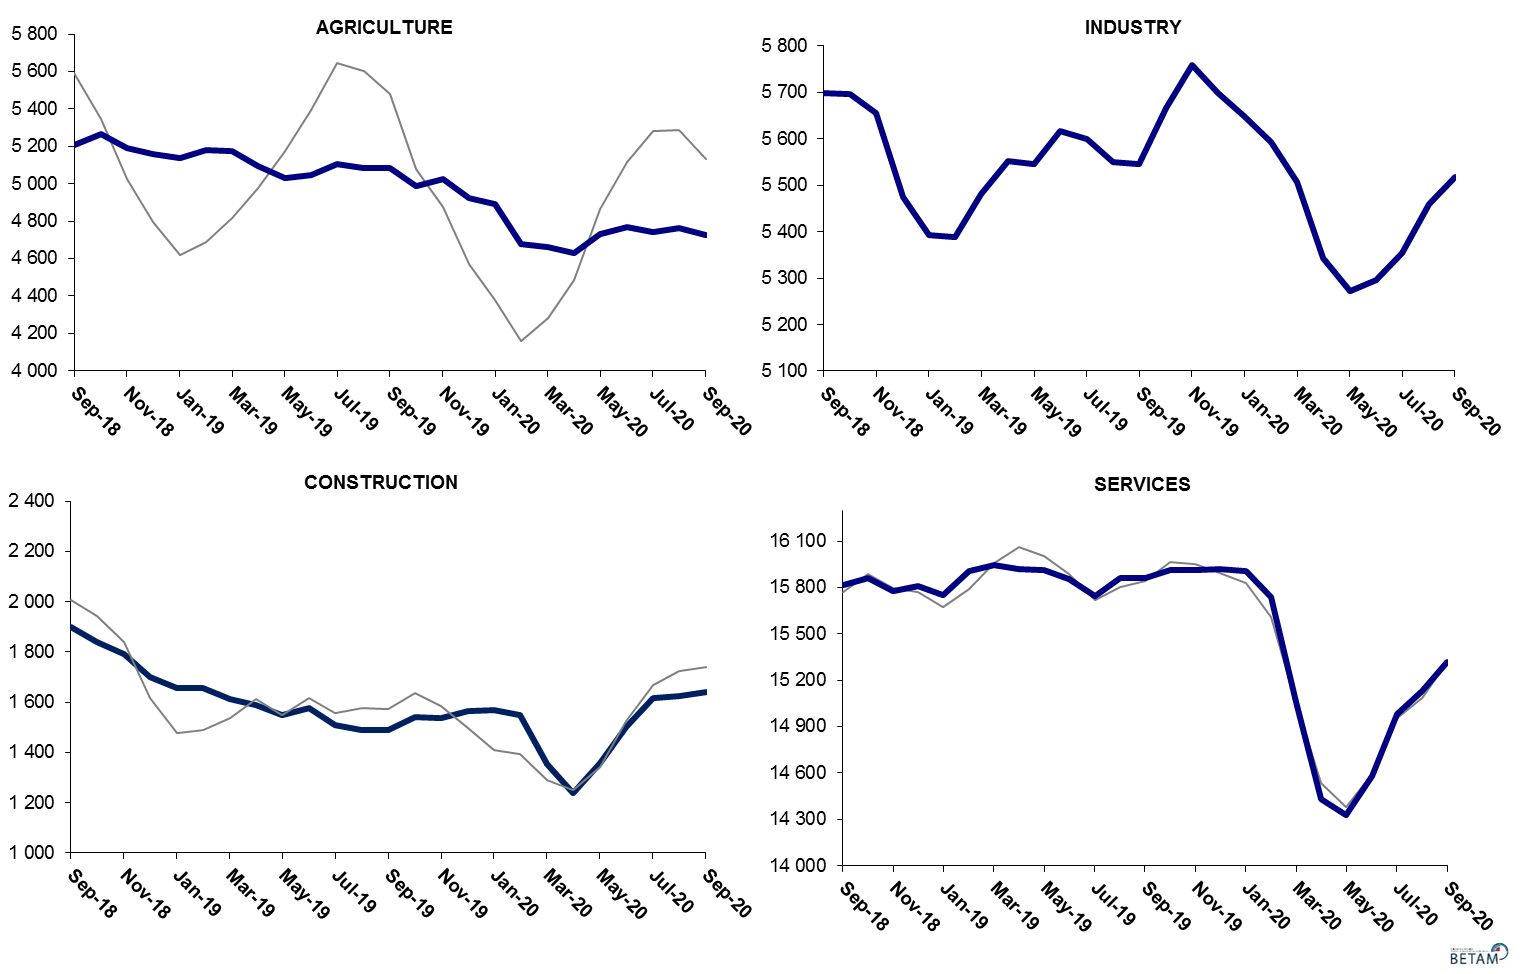 AGRICULTURE
5 800
5 600
5 400
5 200
5 000
4 800
4 600
4 400
4 200
4 000
Sep-18
Nov-18
Jan-19
Mar-19
May-19
Jul-19
Sep-19
Nov-19
Jan-20
Mar-20
May-20
Jul-20
Sep-20
INDUSTRY
5 800
5 700
5 600
5 500
5 400
5 300
5 200
5 100
Sep-18
Nov-18
Jan-19
Mar-19
May-19
Jul-19
Sep-19
Nov-19
Jan-20
Mar-20
May-20
Jul-20
Sep-20
CONSTRUCTION
2 400
2 200
2 000
1 800
1 600
1 400
1 200
1 000
Sep-18
Nov-18
Jan-19
Mar-19
May-19
Jul-19
Sep-19
Nov-19
Jan-20
Mar-20
May-20
Jul-20
Sep-20
SERVICES
16 100
15 800
15 500
15 200
14 900
14 600
14 300
14 000
Sep-18
Nov-18
Jan-19
Mar-19
May-19
Jul-19
Sep-19
Nov-19
Jan-20
Mar-20
May-20
Jul-20
Sep-20
BETAM